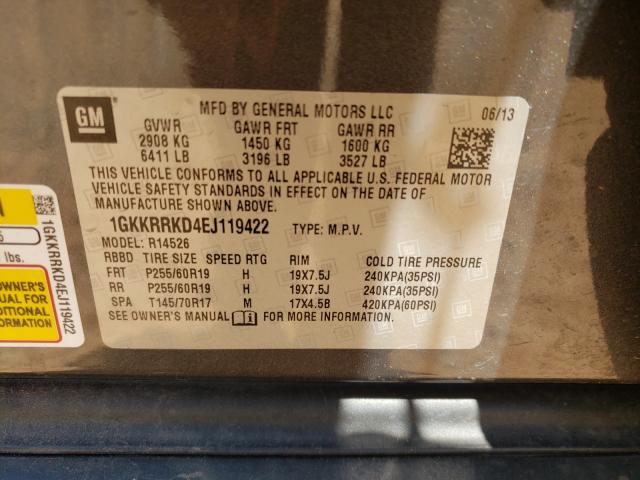 GM
MFD BY GENERAL MOTORS LLC 06/13
GVWR GAWR FRT GAWR RR
2908 KG 1450 KG 1600 KG
6411 LB 3196 LB 3527 LB
THIS VEHICLE CONFORMS TO ALL APPLICABLE U.S. FEDERAL MOTOR
VEHICLE SAFETY STANDARDS IN EFFECT ON THE DATE OF
MANUFACTURE SHOWN ABOVE.
1GKKRRKD4EJ119422 TYPE: M.P.V.
MODEL: R14526
RBBD TIRE SIZE SPEED RTG RIM COLD TIRE PRESSURE
FRT P255/60R19 H 19X7.5J 240KPA(35PSI)
RR P255/60R19 H 19X7.5J 240KPA(35PSI)
SPA T145/70R17 M 17X4.5B 420KPA(60PSI)
SEE OWNER'S MANUAL FOR MORE INFORMATION.
lbs.
OWNER'S
MANUAL FOR
ADDITIONAL
1GKKRRKD4EJ119422